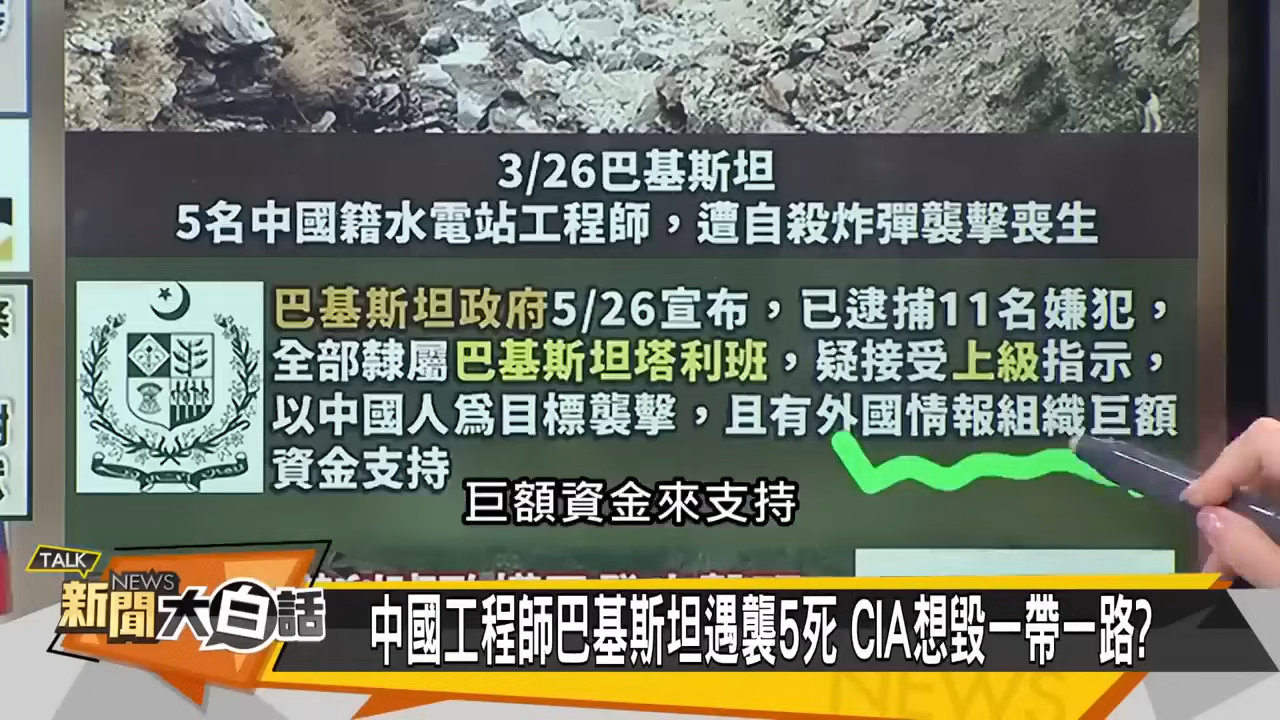 3/26巴基斯坦
5名中國籍水電站工程師，遭自殺炸彈襲擊喪生
巴基斯坦政府5/26宣布，已逮捕11名嫌犯，
全部隸屬巴基斯坦塔利班，疑接受上級指示，
以中國人為目標襲擊，且有外國情報組織巨額
資金支持
巨額資金來支持
TALK
NEWS
新聞大白話
中國工程師巴基斯坦遇襲5死 CIA想毀一帶一路?
NEWS